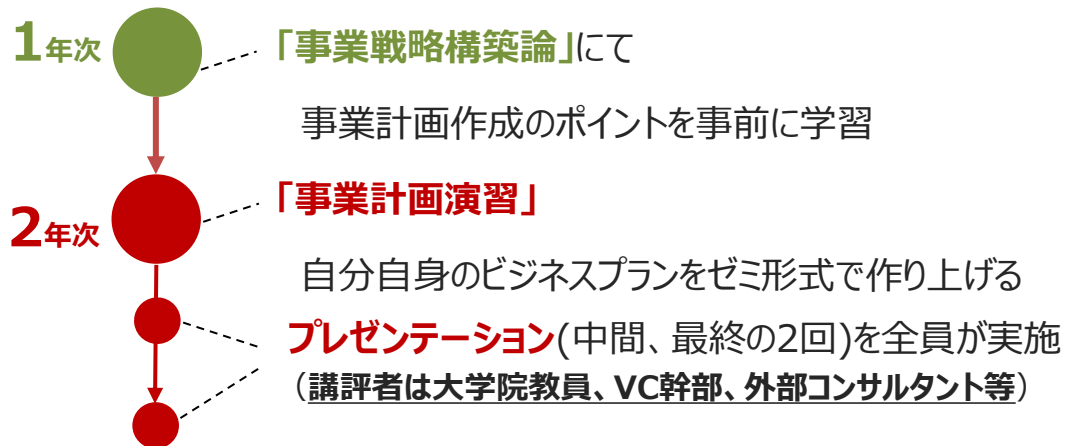 1年次
「事業戦略構築論」にて
事業計画作成のポイントを事前に学習
2年次
「事業計画演習」
自分自身のビジネスプランをゼミ形式で作り上げる
プレゼンテーション(中間、最終の2回)を全員が実施
（講評者は大学院教員、VC幹部、外部コンサルタント等）